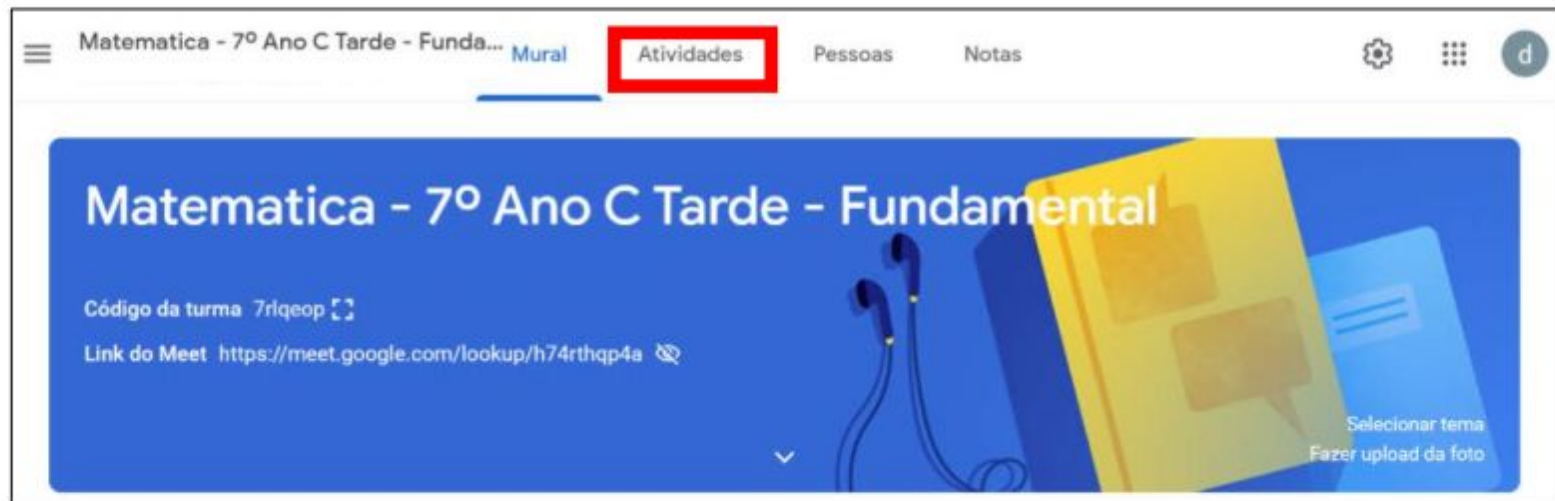 Matematica - 7º Ano C Tarde - Funda... Mural Atividades Pessoas Notas d
Matematica - 7º Ano C Tarde - Fundamental
Código da turma 7rlqeop
Link do Meet https://meet.google.com/lookup/h74rthqp4a
Selecionar tema
Fazer upload da foto